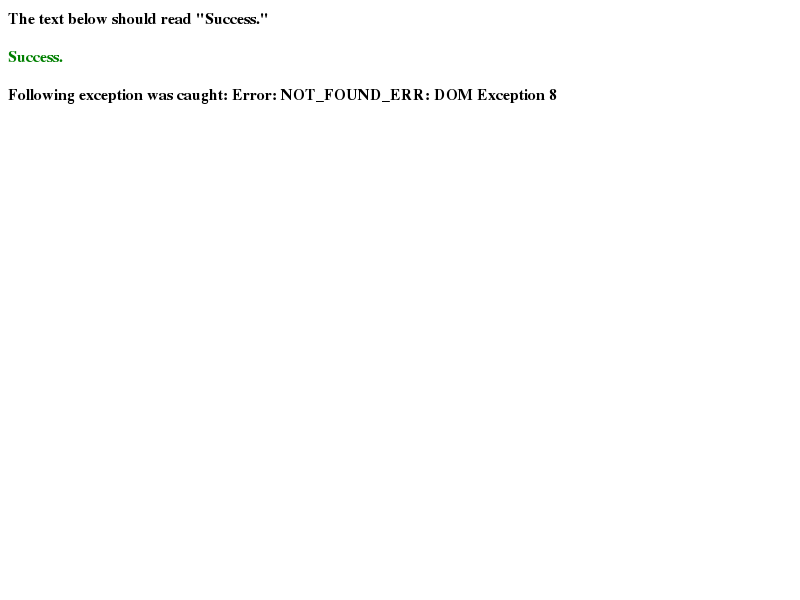 The text below should read "Success."
Success.
Following exception was caught: Error: NOT_FOUND_ERR: DOM Exception 8